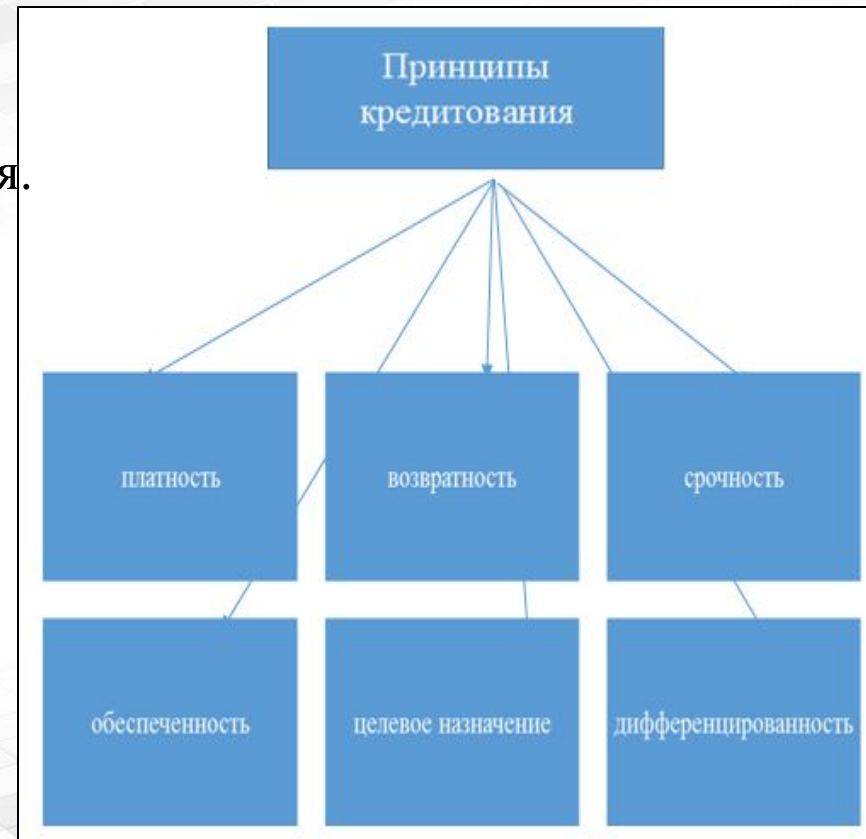 я.
Принципы
кредитования
платность
возвратность
срочность
обеспеченность
целевое назначение
дифференцированность